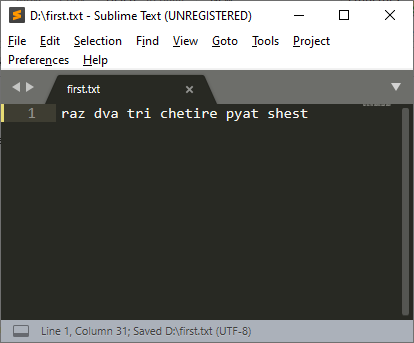 D:\first.txt - Sublime Text (UNREGISTERED)
File Edit Selection Find View Goto Tools Project
Preferences Help
first.txt
1 raz dva tri chetire pyat shest
Line 1, Column 31; Saved D:\first.txt (UTF-8)